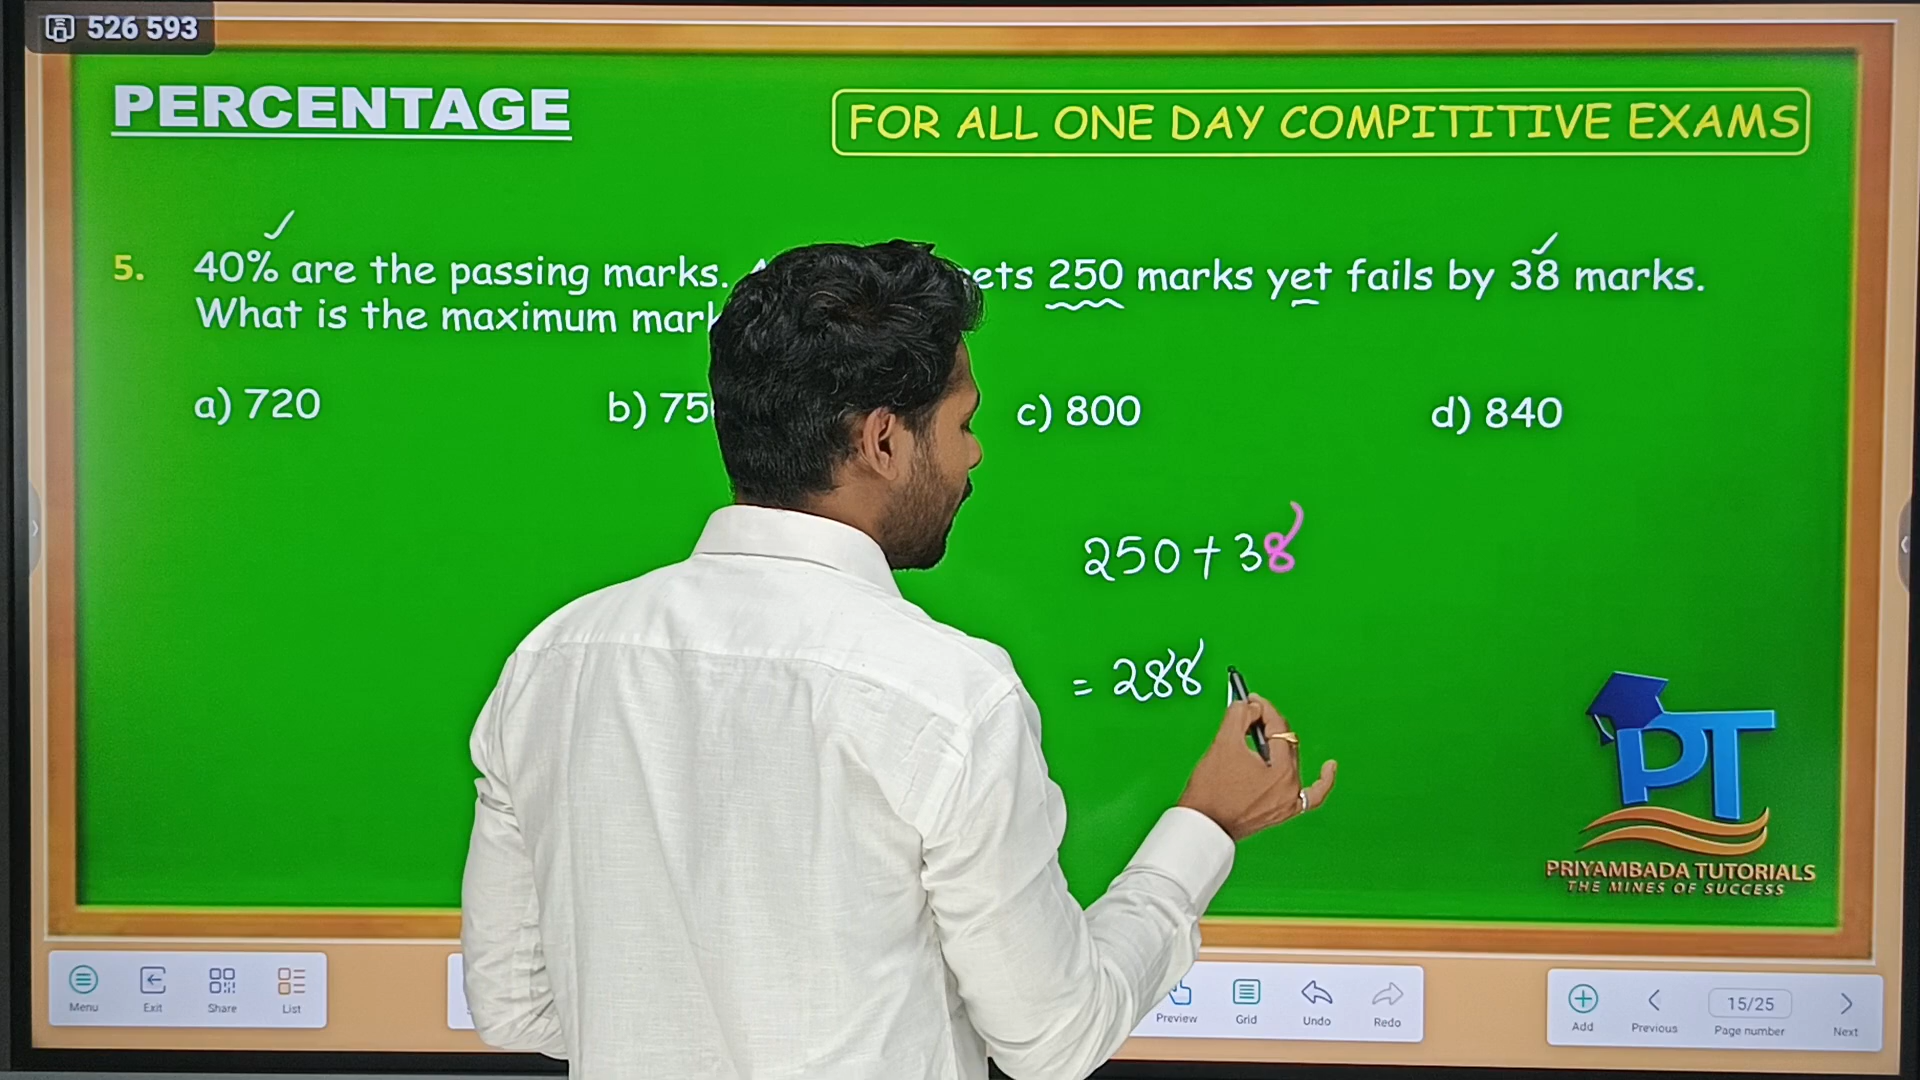 526 593
PERCENTAGE
FOR ALL ONE DAY COMPITITIVE EXAMS
5. 40% are the passing marks. gets 250 marks yet fails by 38 marks.
What is the maximum
a) 720 b) c) 800 d) 840
250+38
= 288
PT
PRIYAMBADA TUTORIALS
THE MINES OF SUCCESS
Menu Exit Share List Preview Grid Undo Redo Add Previous 15/25 Page number Next